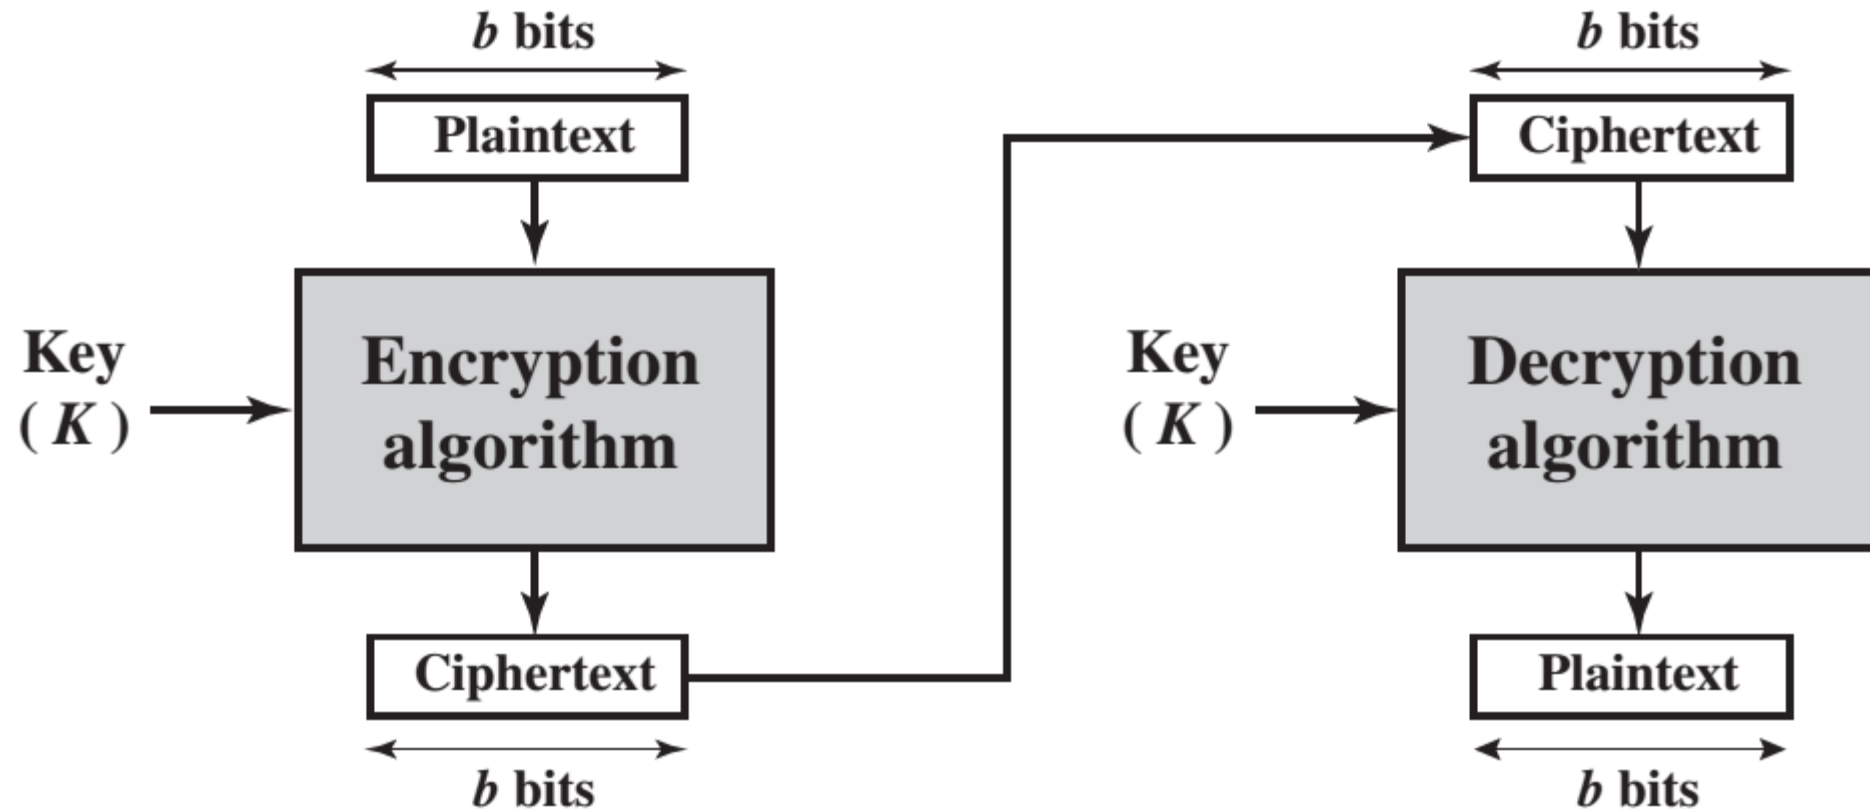 b bits
Plaintext
Key
( K )
Encryption
algorithm
Ciphertext
b bits
b bits
Ciphertext
Key
( K )
Decryption
algorithm
Plaintext
b bits